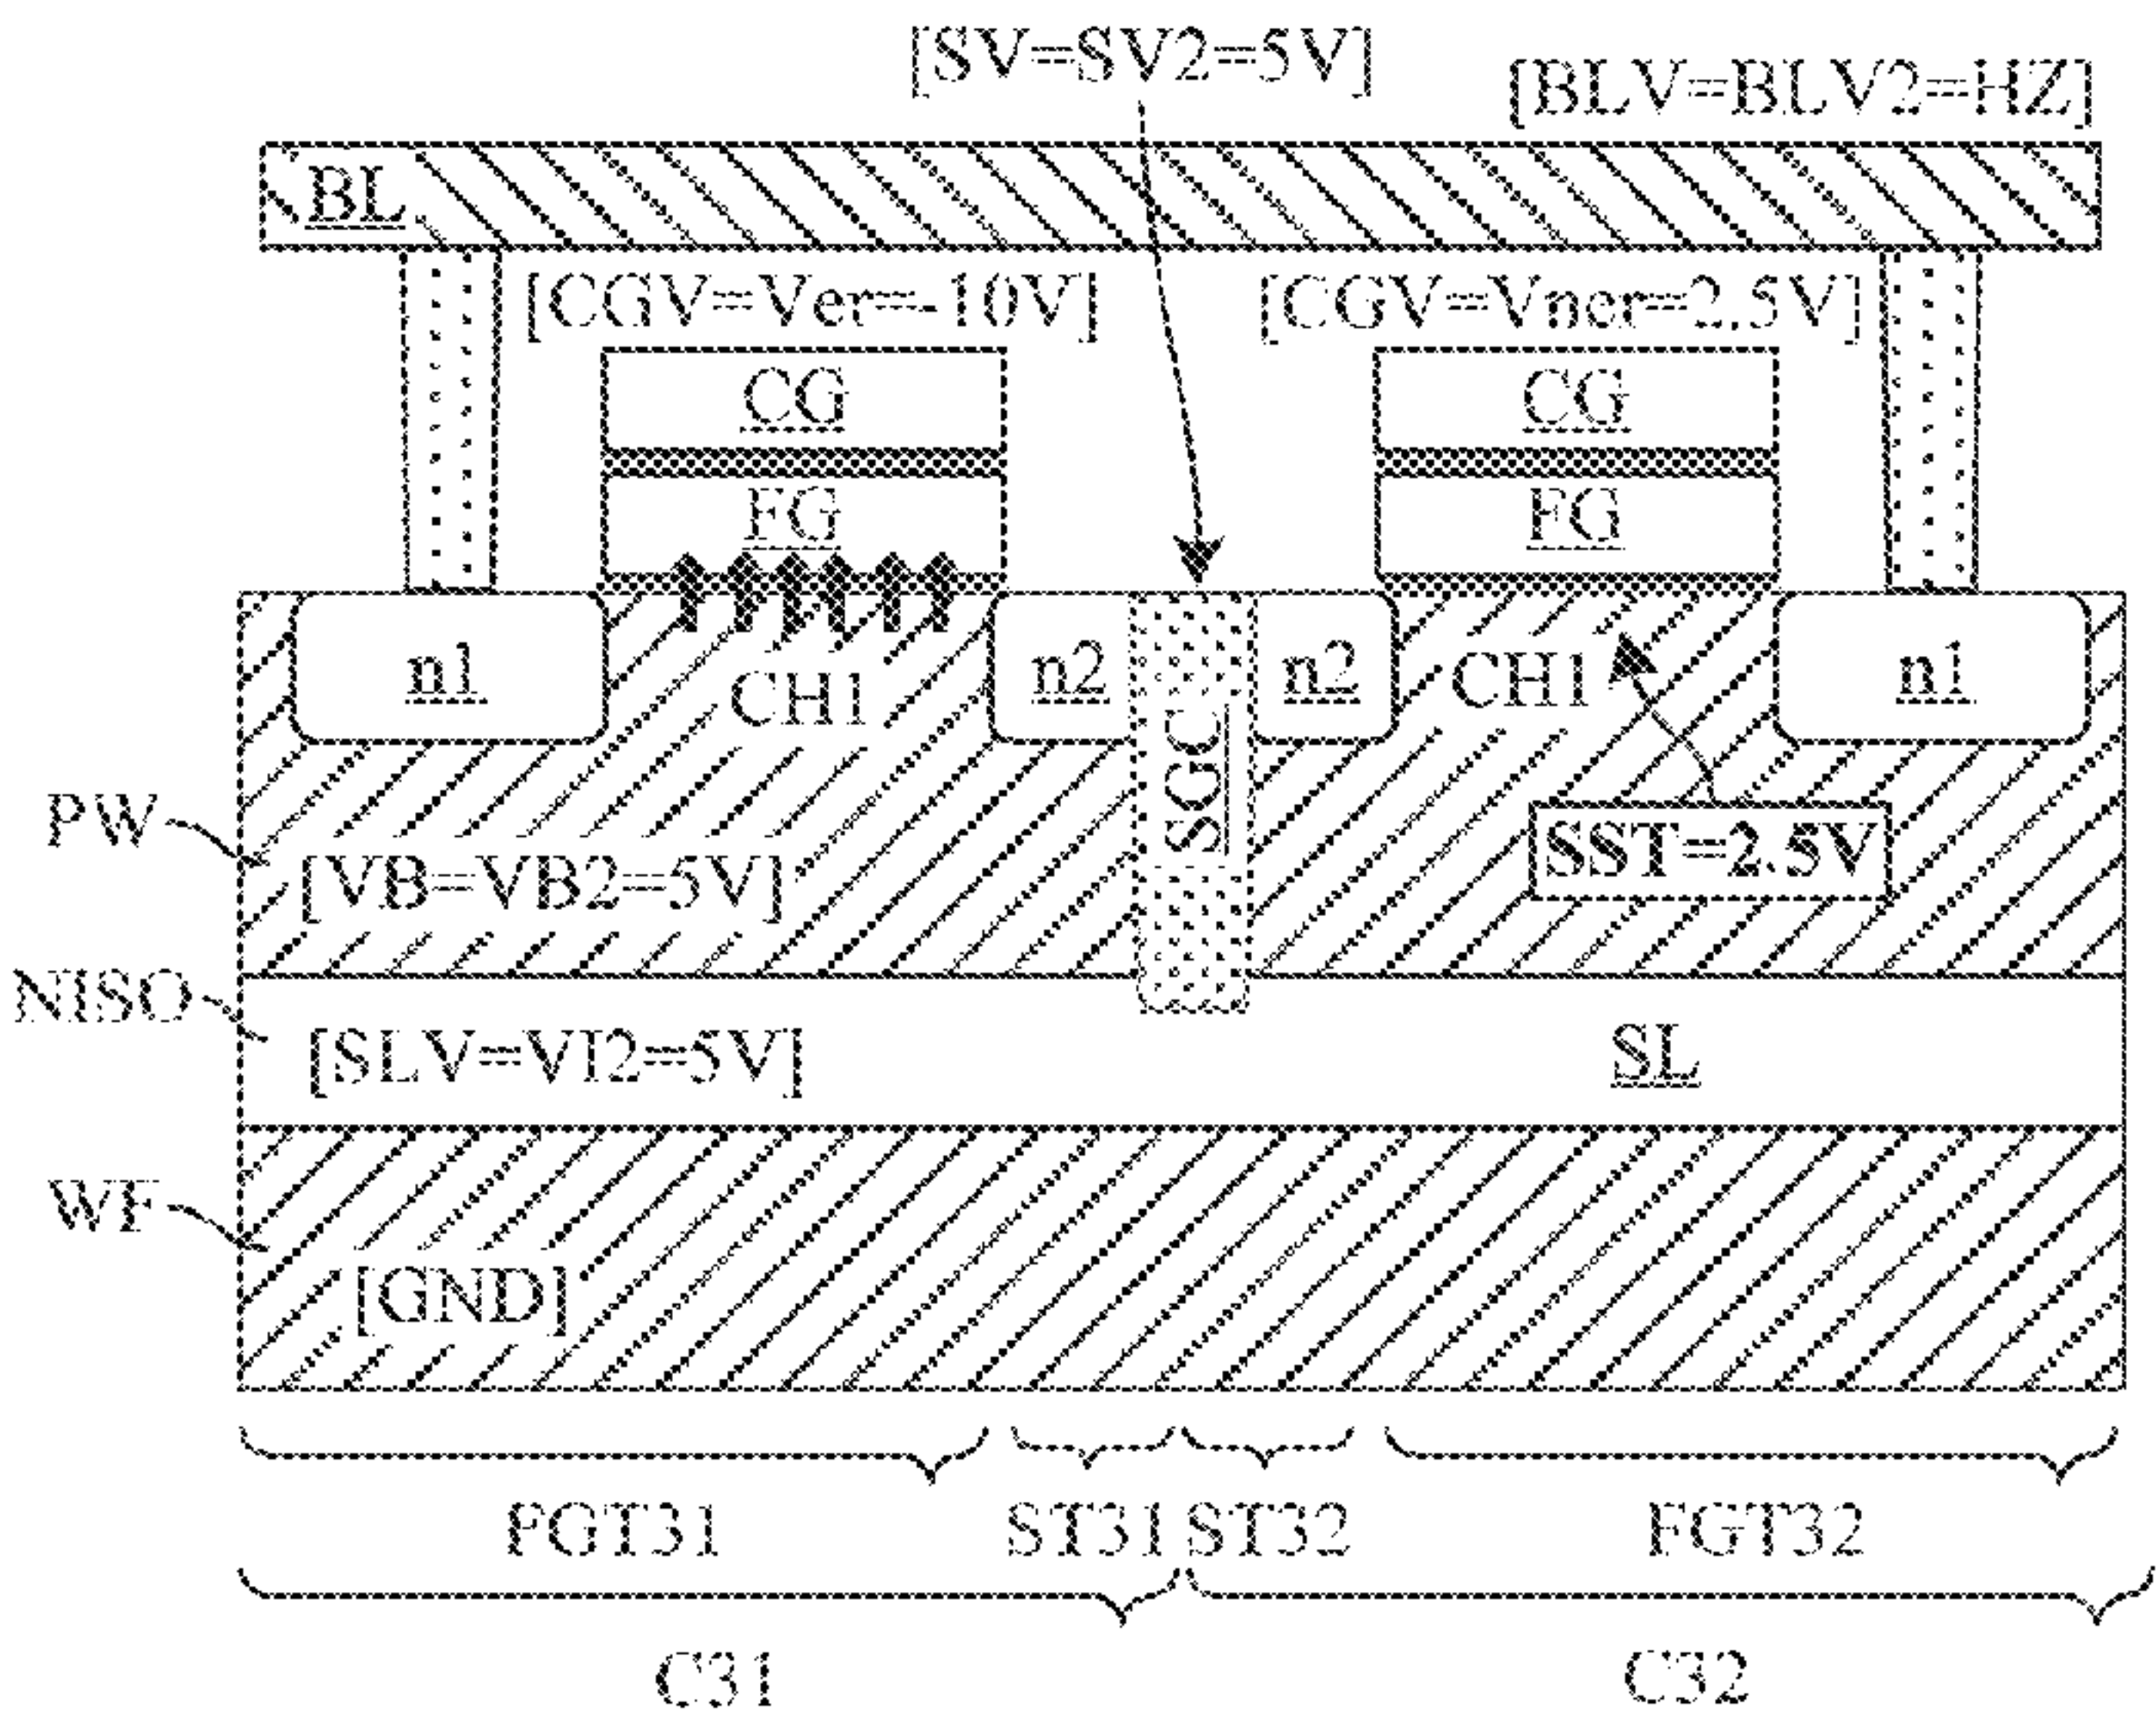 [SV=SV2=5V]
[BLV=BLV2=HZ]
BL
[CGV=Ver=-10V]
[CGV=Vner=2.5V]
CG
CG
FG
FG
n1
CH1
n2
SGC
n2
CH1
n1
PW
[VB=VB2=5V]
SST=2.5V
NISO
[SLV=VI2=5V]
SL
WF
[GND]
FGT31
ST31
ST32
FGT32
C31
C32